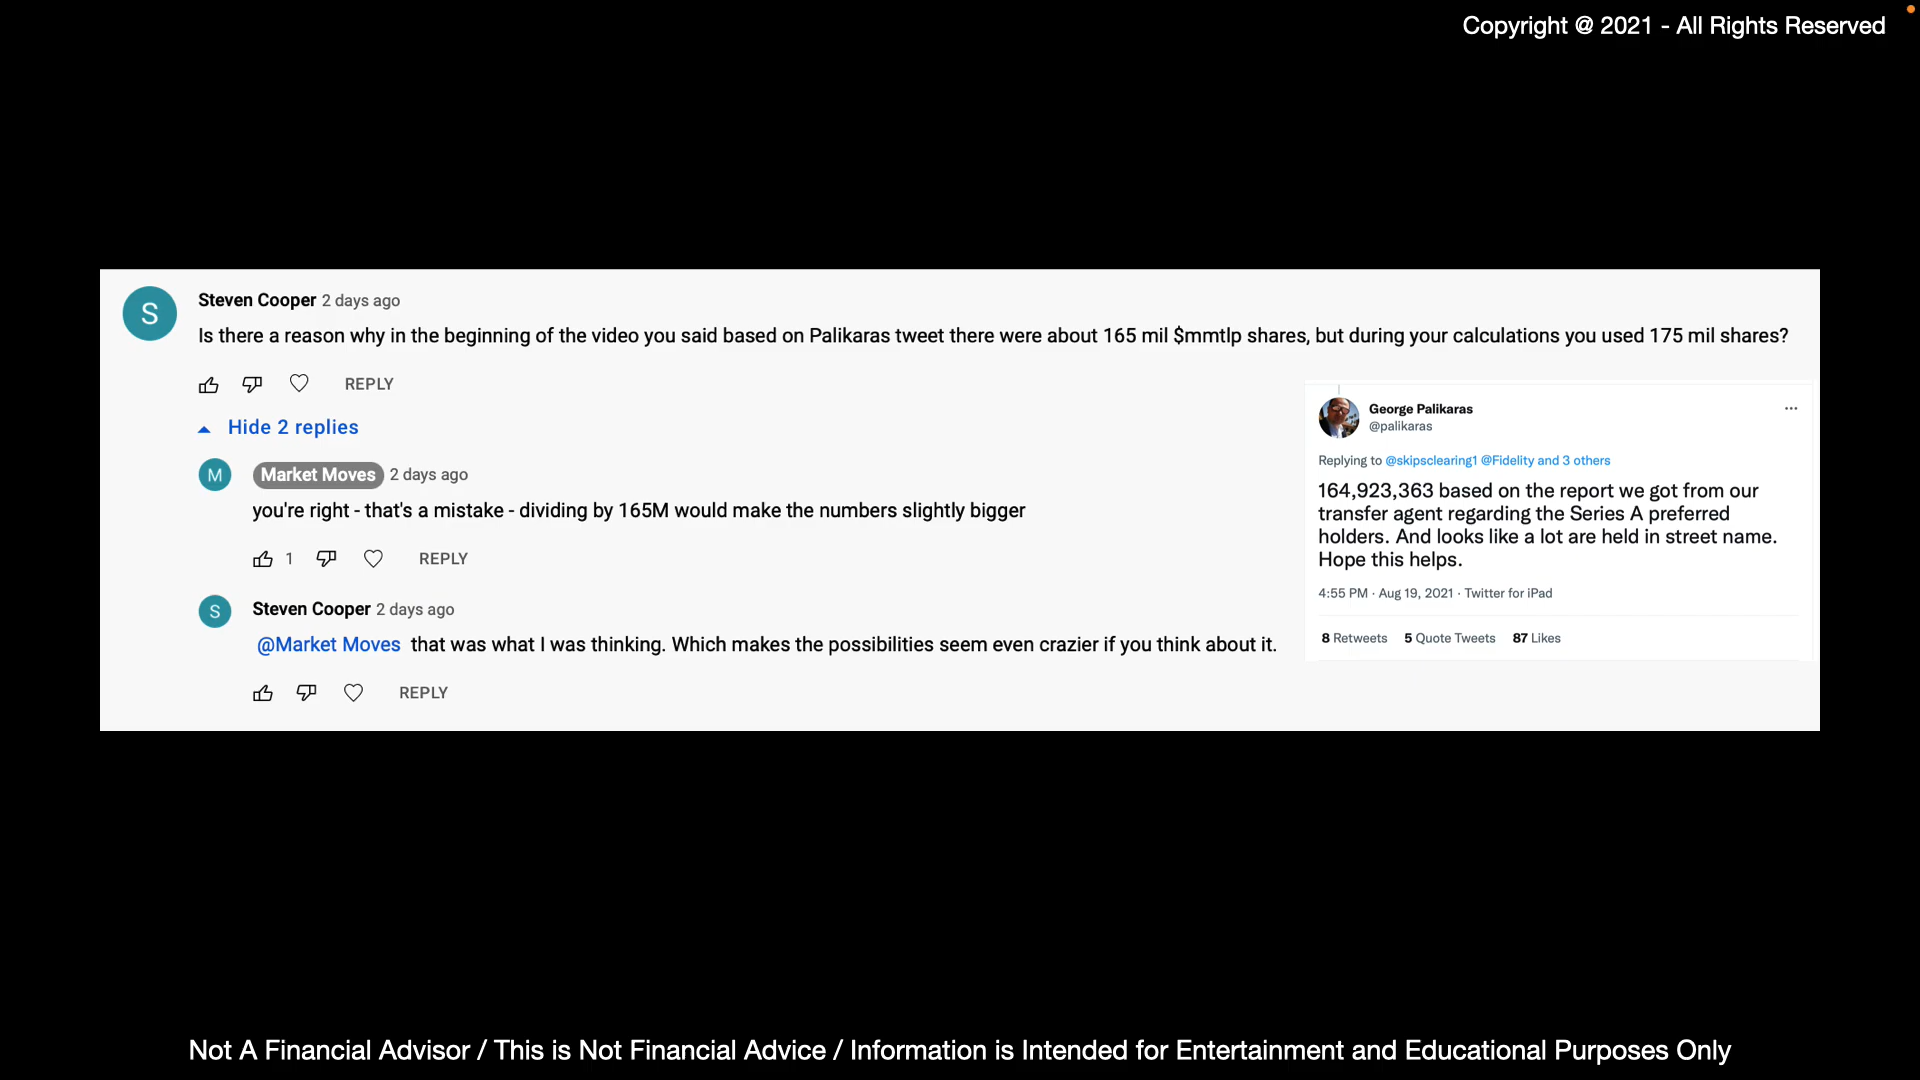 Copyright @ 2021 - All Rights Reserved
S
Steven Cooper 2 days ago
Is there a reason why in the beginning of the video you said based on Palikaras tweet there were about 165 mil $mmtlp shares, but during your calculations you used 175 mil shares?
REPLY
Hide 2 replies
M
Market Moves 2 days ago
you're right - that's a mistake - dividing by 165M would make the numbers slightly bigger
1 REPLY
S
Steven Cooper 2 days ago
@Market Moves that was what I was thinking. Which makes the possibilities seem even crazier if you think about it.
REPLY
George Palikaras ...
@palikaras
Replying to @skipsclearing1 @Fidelity and 3 others
164,923,363 based on the report we got from our
transfer agent regarding the Series A preferred
holders. And looks like a lot are held in street name.
Hope this helps.
4:55 PM · Aug 19, 2021 · Twitter for iPad
8 Retweets 5 Quote Tweets 87 Likes
Not A Financial Advisor / This is Not Financial Advice / Information is Intended for Entertainment and Educational Purposes Only